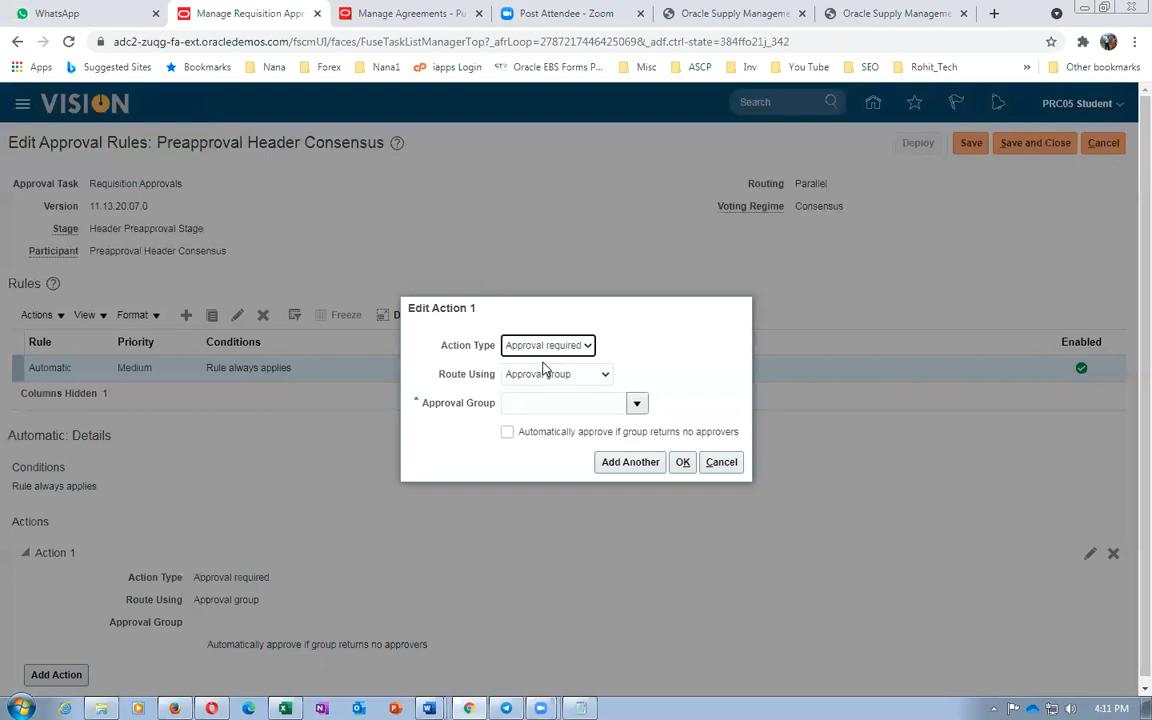 WhatsApp
Manage Requisition Appr
Manage Agreements - Pu
Post Attendee - Zoom
Oracle Supply Manageme
Oracle Supply Manageme
adc2-zuqg-fa-ext.oracledemos.com/fscmUI/faces/FuseTaskListManagerTop?_afrLoop=2787217446425069&_adf.ctrl-state=384ffo21j_342
Apps
Suggested Sites
Bookmarks
Nana
Forex
Nana1
iapps Login
Oracle EBS Forms P...
Misc
ASCP
Inv
You Tube
SEO
Rohit_Tech
»
Other bookmarks
VISION
Search
PRC05 Student
Edit Approval Rules: Preapproval Header Consensus
Deploy
Save
Save and Close
Cancel
Approval Task Requisition Approvals
Routing Parallel
Version 11.13.20.07.0
Voting Regime Consensus
Stage Header Preapproval Stage
Participant Preapproval Header Consensus
Rules
Actions View Format
Freeze
D
Rule Priority Conditions Enabled
Automatic Medium Rule always applies
Columns Hidden 1
Edit Action 1
Action Type Approval required
Route Using Approval group
* Approval Group
Automatically approve if group returns no approvers
Add Another OK Cancel
Automatic: Details
Conditions
Rule always applies
Actions
Action 1
Action Type Approval required
Route Using Approval group
Approval Group
Automatically approve if group returns no approvers
Add Action
4:11 PM